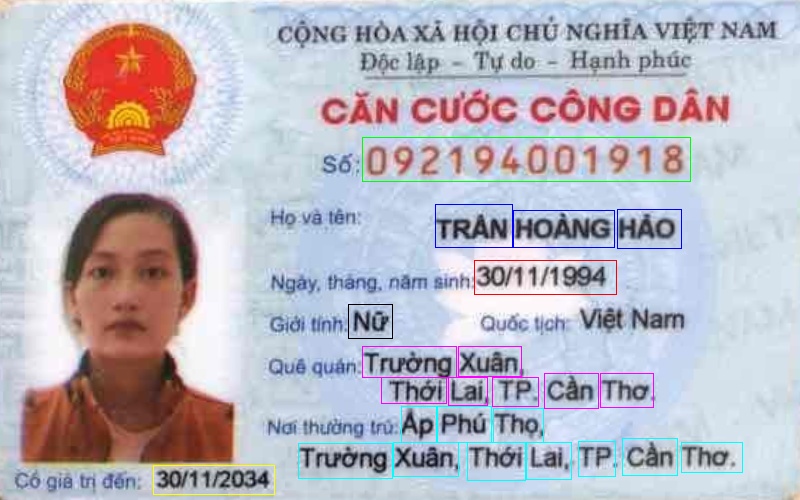 CỘNG HÒA XÃ HỘI CHỦ NGHĨA VIỆT NAM
Độc lập - Tự do - Hạnh phúc
CĂN CƯỚC CÔNG DÂN
Số: 092194001918
Họ và tên: TRẦN HOÀNG HẢO
Ngày, tháng, năm sinh: 30/11/1994
Giới tính: Nữ Quốc tịch: Việt Nam
Quê quán: Trường Xuân,
Thới Lai, TP. Cần Thơ.
Nơi thường trú: Ấp Phú Thọ,
Trường Xuân, Thới Lai, TP. Cần Thơ.
Có giá trị đến: 30/11/2034